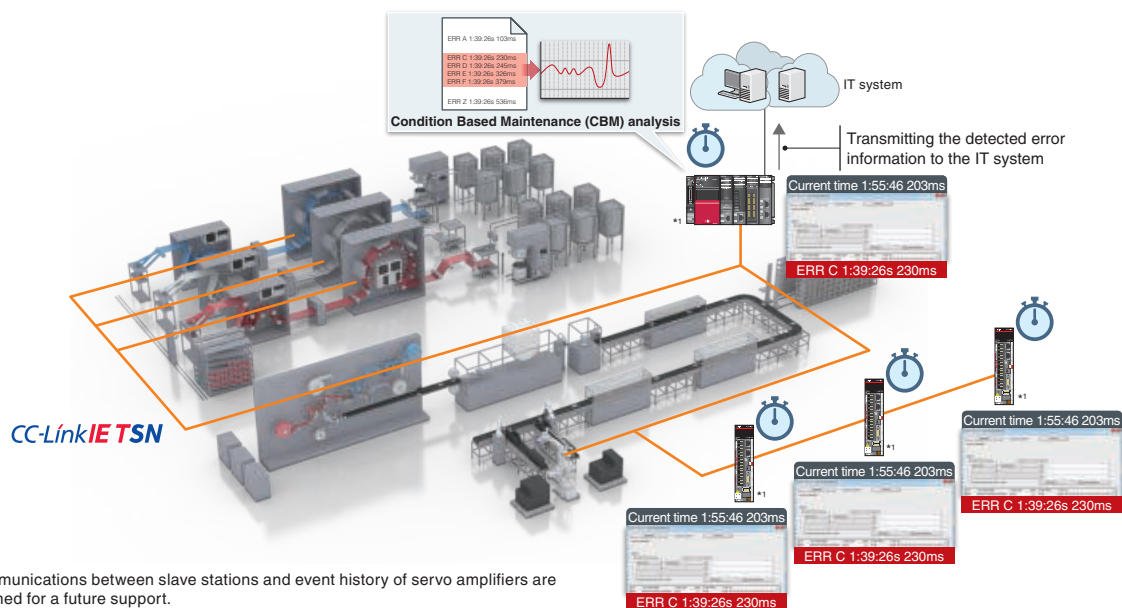 ERR A 1:39:26s 103ms
ERR C 1:39:26s 230ms
ERR D 1:39:26s 245ms
ERR E 1:39:26s 326ms
ERR F 1:39:26s 379ms
ERR Z 1:39:26s 536ms
Condition Based Maintenance (CBM) analysis
IT system
Transmitting the detected error
information to the IT system
*1
Current time 1:55:46 203ms
ERR C 1:39:26s 230ms
CC-Link IE TSN
*1
Current time 1:55:46 203ms
ERR C 1:39:26s 230ms
*1
Current time 1:55:46 203ms
ERR C 1:39:26s 230ms
*1
Current time 1:55:46 203ms
ERR C 1:39:26s 230ms
munications between slave stations and event history of servo amplifiers are
ned for a future support.